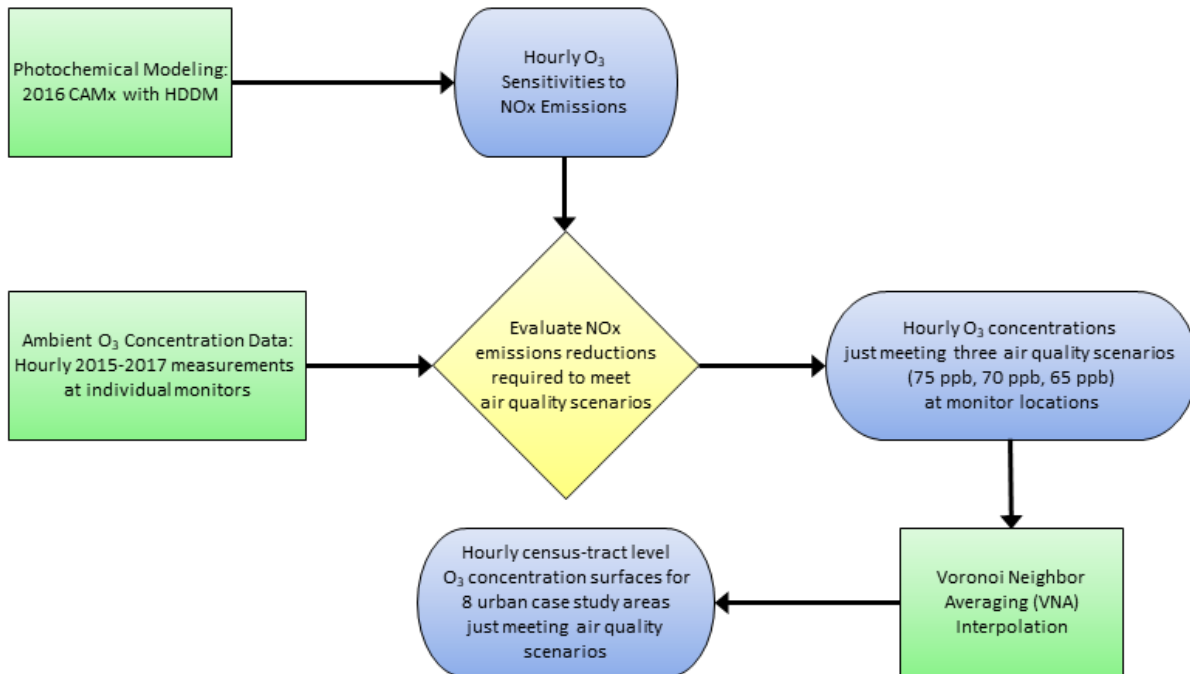 Photochemical Modeling:
2016 CAMx with HDDM
Hourly O₃
Sensitivities to
NOx Emissions
Ambient O₃ Concentration Data:
Hourly 2015-2017 measurements
at individual monitors
Evaluate NOx
emissions reductions
required to meet
air quality scenarios
Hourly O₃ concentrations
just meeting three air quality scenarios
(75 ppb, 70 ppb, 65 ppb)
at monitor locations
Voronoi Neighbor
Averaging (VNA)
Interpolation
Hourly census-tract level
O₃ concentration surfaces for
8 urban case study areas
just meeting air quality
scenarios